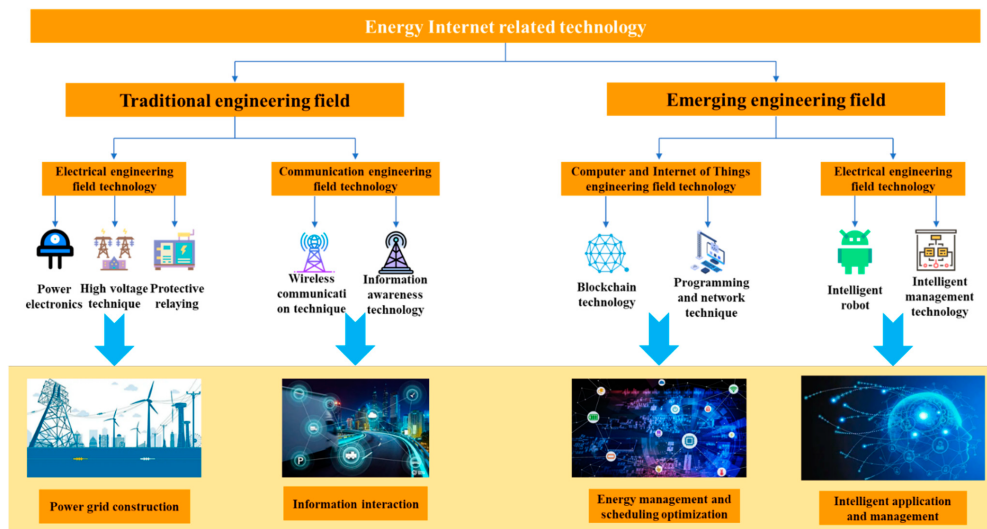 Energy Internet related technology
Traditional engineering field
Emerging engineering field
Electrical engineering
field technology
Communication engineering
field technology
Computer and Internet of Things
engineering field technology
Electrical engineering
field technology
Power
electronics
High voltage
technique
Protective
relaying
Wireless
communicati
on technique
Information
awareness
technology
Blockchain
technology
Programming
and network
technique
Intelligent
robot
Intelligent
management
technology
P
Power grid construction
Information interaction
Energy management and
scheduling optimization
Intelligent application
and management